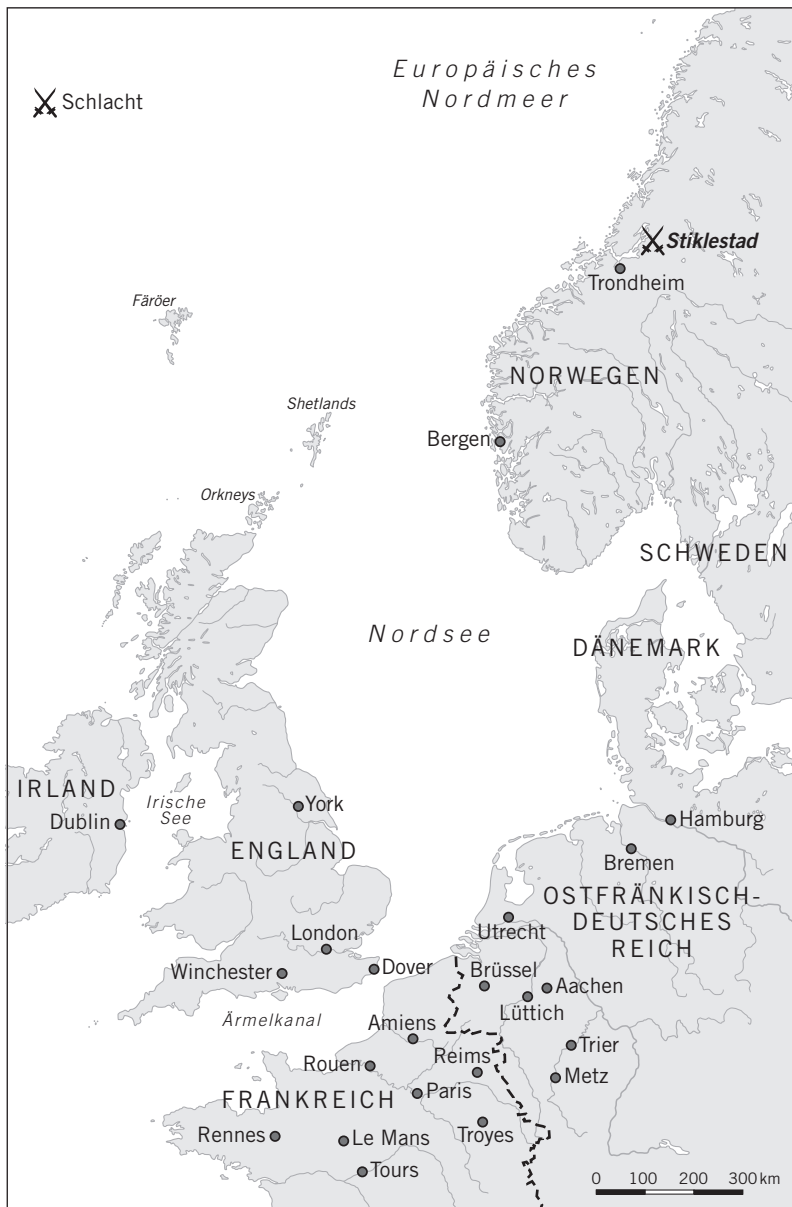 Europäisches
Nordmeer
Schlacht
Stiklestad
Trondheim
Färöer
NORWEGEN
Shetlands
Bergen
Orkneys
SCHWEDEN
Nordsee
DÄNEMARK
IRLAND
Irische
See
York
Dublin
Hamburg
ENGLAND
Bremen
OSTFRÄNKISCH-
DEUTSCHES
REICH
Utrecht
London
Winchester
Dover
Brüssel
Aachen
Lüttich
Ärmelkanal
Amiens
Trier
Rouen
Reims
Metz
FRANKREICH
Paris
Rennes
Le Mans
Troyes
Tours
0 100 200 300 km